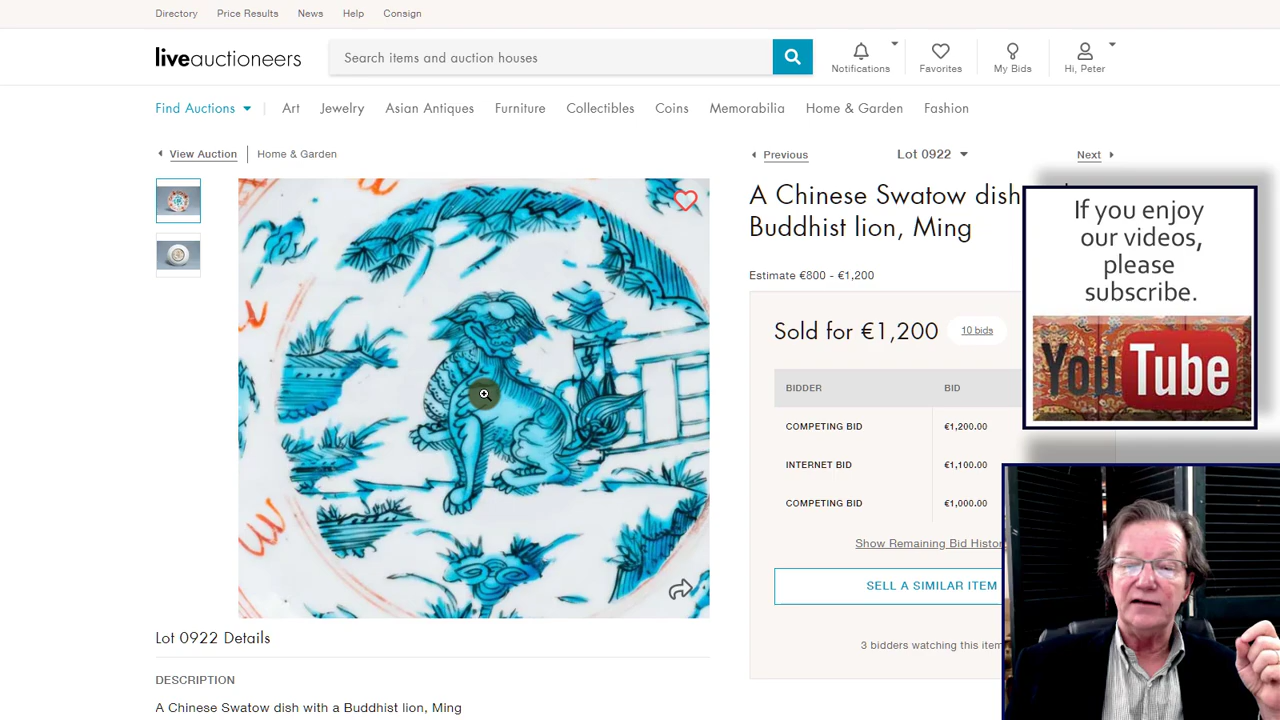 Directory Price Results News Help Consign
liveauctioneers
Search items and auction houses
Notifications
Favorites
My Bids
Hi, Peter
Find Auctions Art Jewelry Asian Antiques Furniture Collectibles Coins Memorabilia Home & Garden Fashion
View Auction Home & Garden
Previous
Lot 0922
Next
A Chinese Swatow dish
Buddhist lion, Ming
Estimate €800 - €1,200
Sold for €1,200
10 bids
BIDDER BID
COMPETING BID €1,200.00
INTERNET BID €1,100.00
COMPETING BID €1,000.00
Show Remaining Bid Histor
SELL A SIMILAR ITEM
3 bidders watching this item
If you enjoy
our videos,
please
subscribe.
YouTube
Lot 0922 Details
DESCRIPTION
A Chinese Swatow dish with a Buddhist lion, Ming